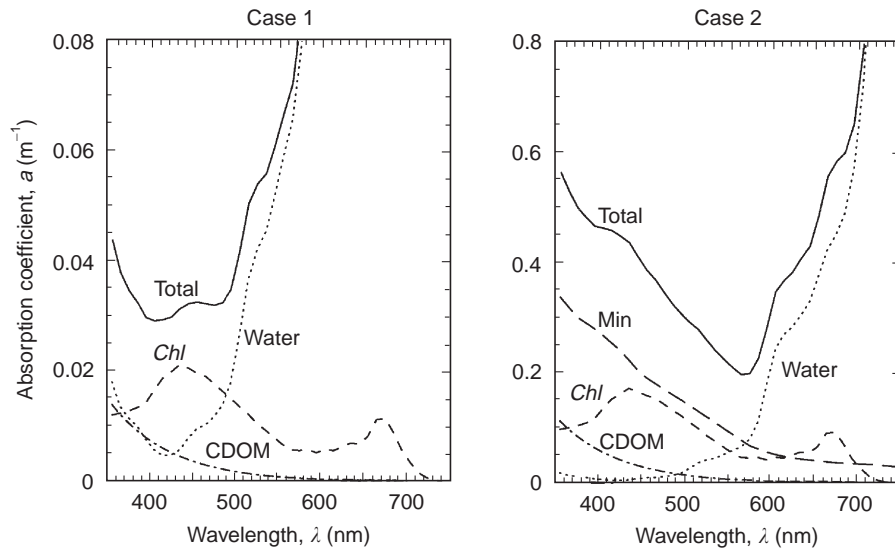 Case 1
Case 2
Absorption coefficient, a (m⁻¹)
0.08
0.06
0.04
0.02
0
Total
Chl
Water
CDOM
400
500
600
700
Wavelength, λ (nm)
0.8
0.6
0.4
0.2
0
Total
Min
Chl
Water
CDOM
400
500
600
700
Wavelength, λ (nm)